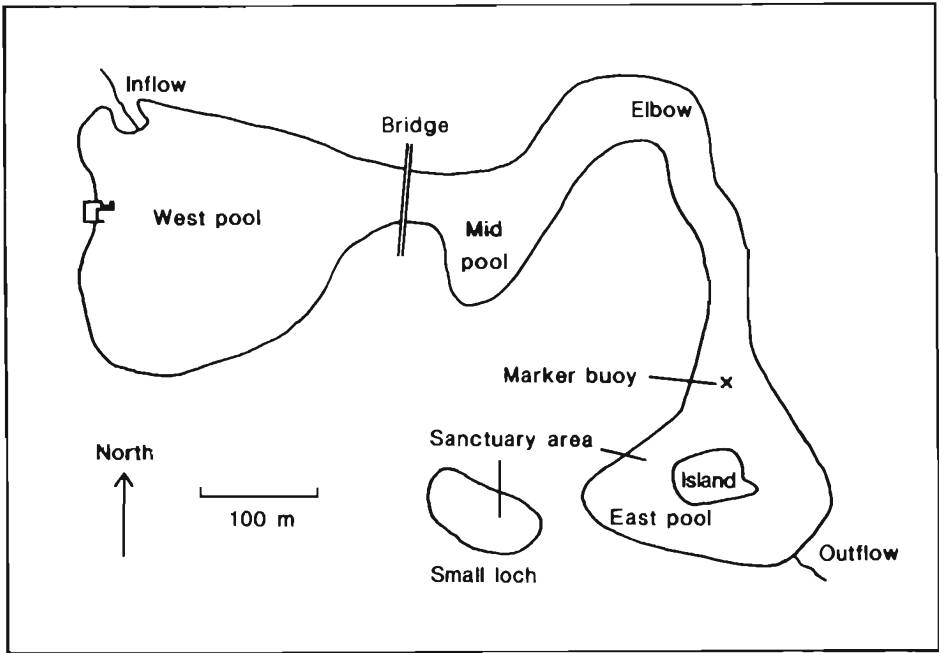 Inflow
Elbow
Bridge
West pool
Mid
pool
Marker buoy
x
Sanctuary area
North
Island
100 m
East pool
Outflow
Small loch